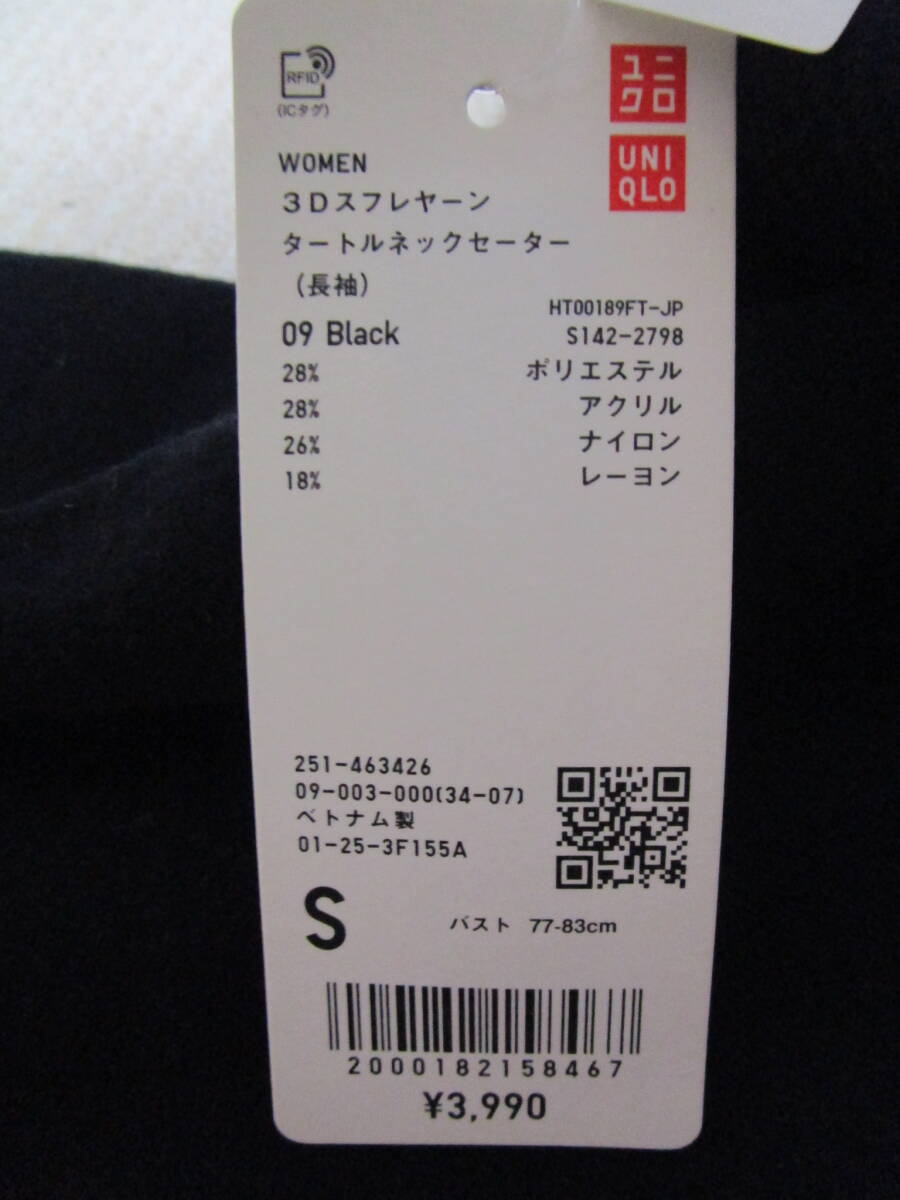 RFID
(ICタグ)
ユニ
クロ
UNI
QLO
WOMEN
3Dスフレヤーン
タートルネックセーター
(長袖)
HT00189FT-JP
09 Black
S142-2798
28% ポリエステル
28% アクリル
26% ナイロン
18% レーヨン
251-463426
09-003-000(34-07)
ベトナム製
01-25-3F155A
S
バスト 77-83cm
2000182158467
¥3,990